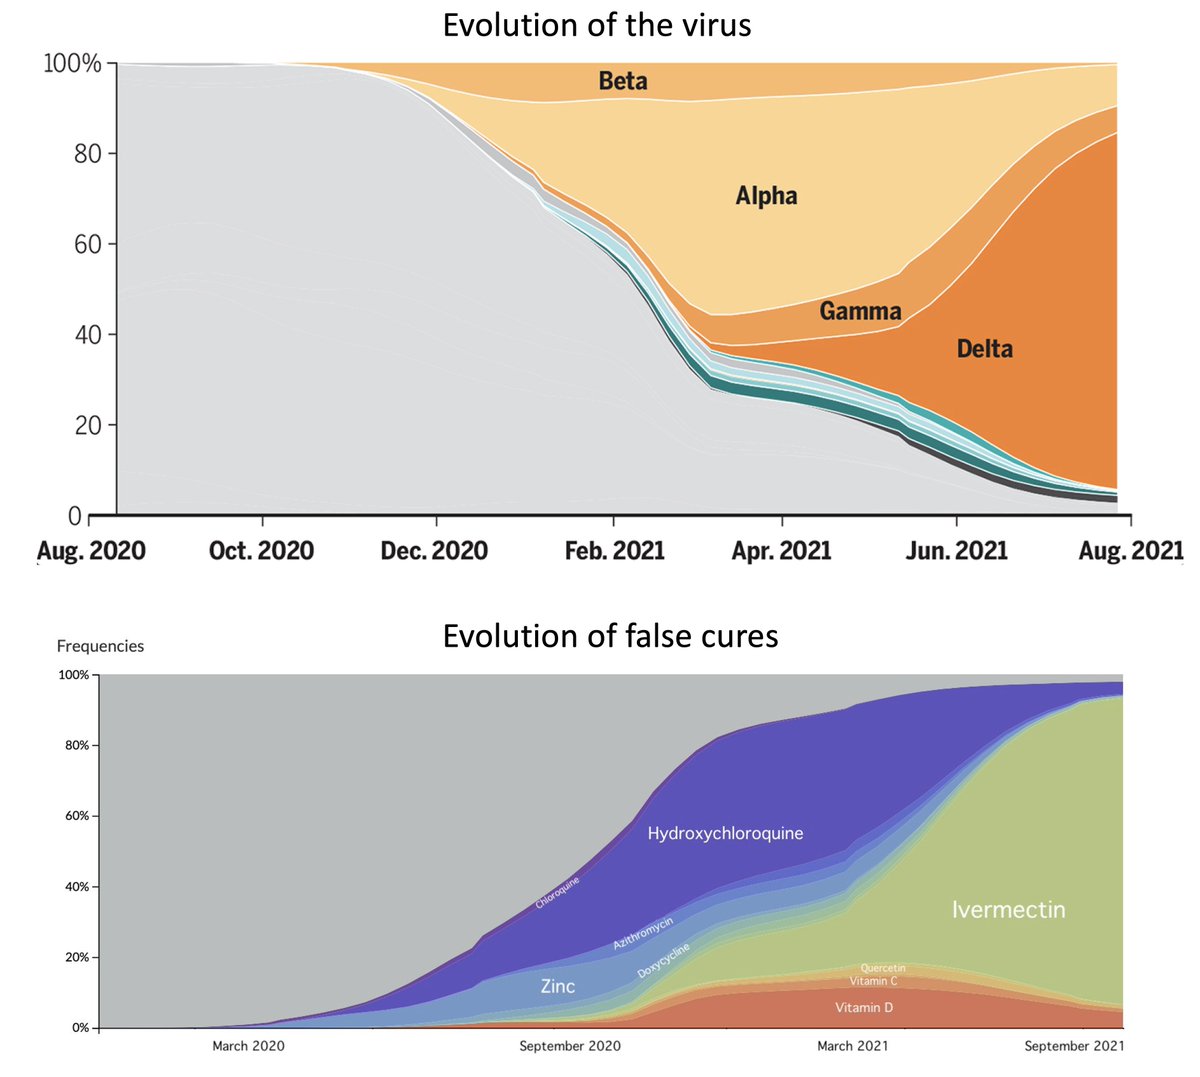 Evolution of the virus
100%
80
60
40
20
0
Beta
Alpha
Gamma
Delta
Aug. 2020 Oct. 2020 Dec. 2020 Feb. 2021 Apr. 2021 Jun. 2021 Aug. 2021
Evolution of false cures
Frequencies
100%
80%
60%
40%
20%
0%
Hydroxychloroquine
Chloroquine
Ivermectin
Azithromycin
Doxycycline
Zinc
Quercetin
Vitamin C
Vitamin D
March 2020 September 2020 March 2021 September 2021